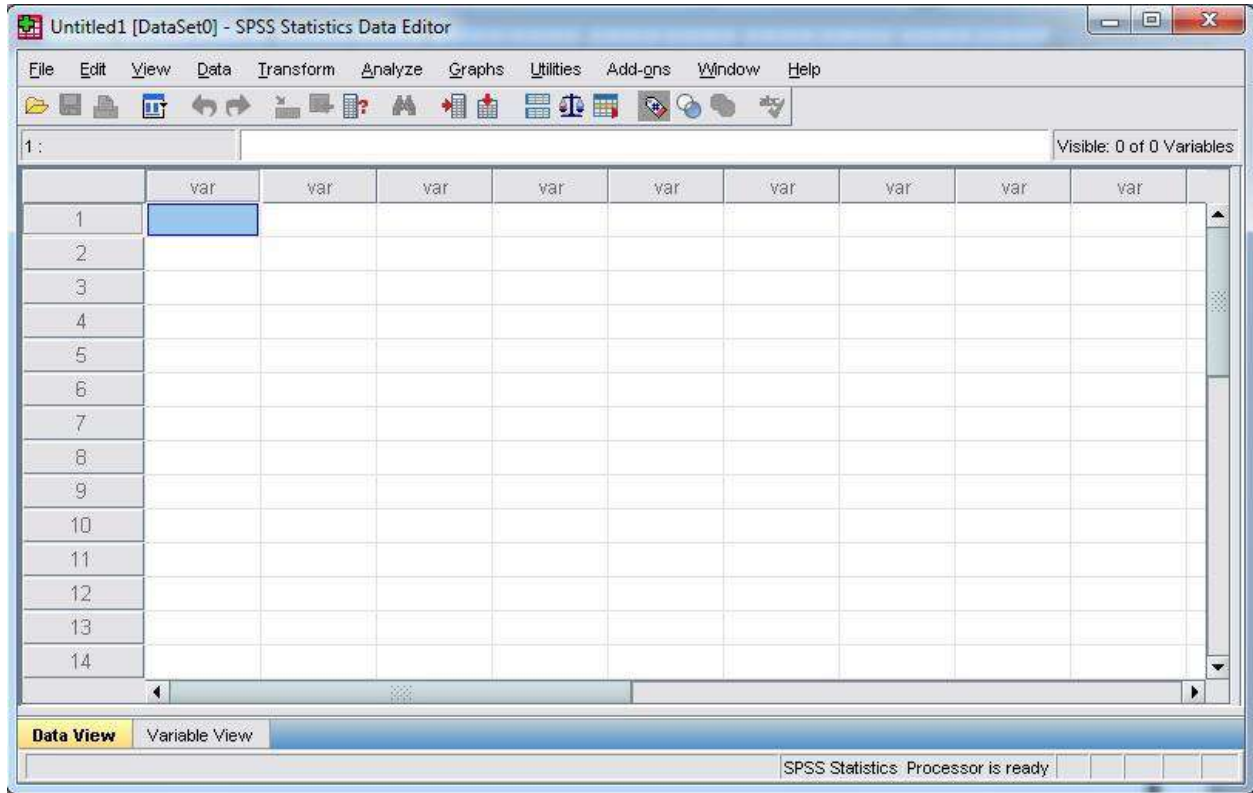 Untitled1 [DataSet0] - SPSS Statistics Data Editor
File Edit View Data Transform Analyze Graphs Utilities Add-ons Window Help
1 : Visible: 0 of 0 Variables
var var var var var var var var var
1
2
3
4
5
6
7
8
9
10
11
12
13
14
Data View Variable View
SPSS Statistics Processor is ready